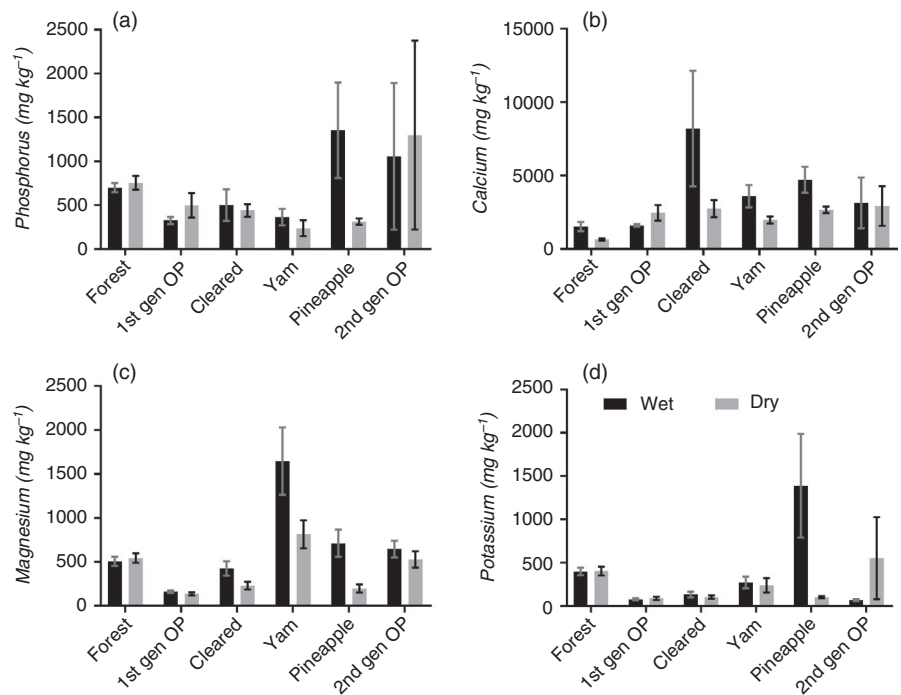 (a)
Phosphorus (mg kg⁻¹)
2500
2000
1500
1000
500
0
Forest
1st gen OP
Cleared
Yam
Pineapple
2nd gen OP
(b)
Calcium (mg kg⁻¹)
15000
10000
5000
0
Forest
1st gen OP
Cleared
Yam
Pineapple
2nd gen OP
(c)
Magnesium (mg kg⁻¹)
2500
2000
1500
1000
500
0
Forest
1st gen OP
Cleared
Yam
Pineapple
2nd gen OP
(d)
Wet Dry
Potassium (mg kg⁻¹)
2500
2000
1500
1000
500
0
Forest
1st gen OP
Cleared
Yam
Pineapple
2nd gen OP